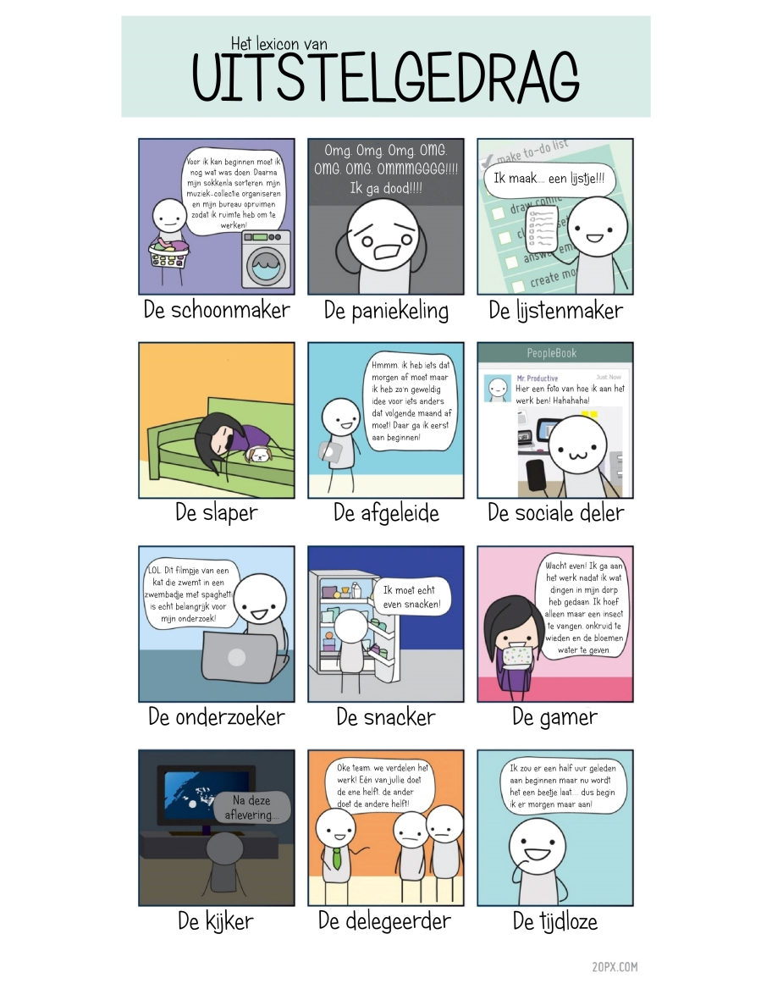 Het lexicon van
UITSTELGEDRAG
Voor ik kan beginnen moet ik
nog wat was doen. Daarna
mijn sokkenla sorteren, mijn
muziek-collectie organiseren
en mijn bureau opruimen
zodat ik ruimte heb om te
werken!
De schoonmaker
Omg. Omg. Omg. OMG.
OMG. OMG. OMMMGGGG!!!!
Ik ga dood!!!!
De paniekeling
make to-do list
Ik maak.... een lijstje!!!
draw comic
answer em
create mo
De lijstenmaker
De slaper
Hmmm. ik heb iets dat
morgen af moet maar
ik heb zo'n geweldig
idee voor iets anders
dat volgende maand af
moet! Daar ga ik eerst
aan beginnen!
De afgeleide
PeopleBook
Mr. Productive
Just Now
Hier een foto van hoe ik aan het
werk ben! Hahahaha!
De sociale deler
LOL. Dit filmpje van een
kat die zwemt in een
zwembadje met spaghetti
is echt belangrijk voor
mijn onderzoek!
De onderzoeker
Ik moet echt
even snacken!
De snacker
Wacht even! Ik ga aan
het werk nadat ik wat
dingen in mijn dorp
heb gedaan. Ik hoef
alleen maar een insect
te vangen, onkruid te
wieden en de bloemen
water te geven.
De gamer
Na deze
aflevering....
De kijker
Oke team. we verdelen het
werk! Eén van jullie doet
de ene helft. de ander
doet de andere helft!
De delegeerder
Ik zou er een half uur geleden
aan beginnen maar nu wordt
het een beetje laat.... dus begin
ik er morgen maar aan!
De tijdloze
20PX.COM